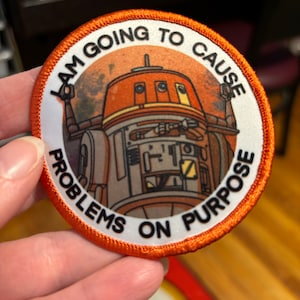 I AM GOING TO CAUSE
PROBLEMS ON PURPOSE